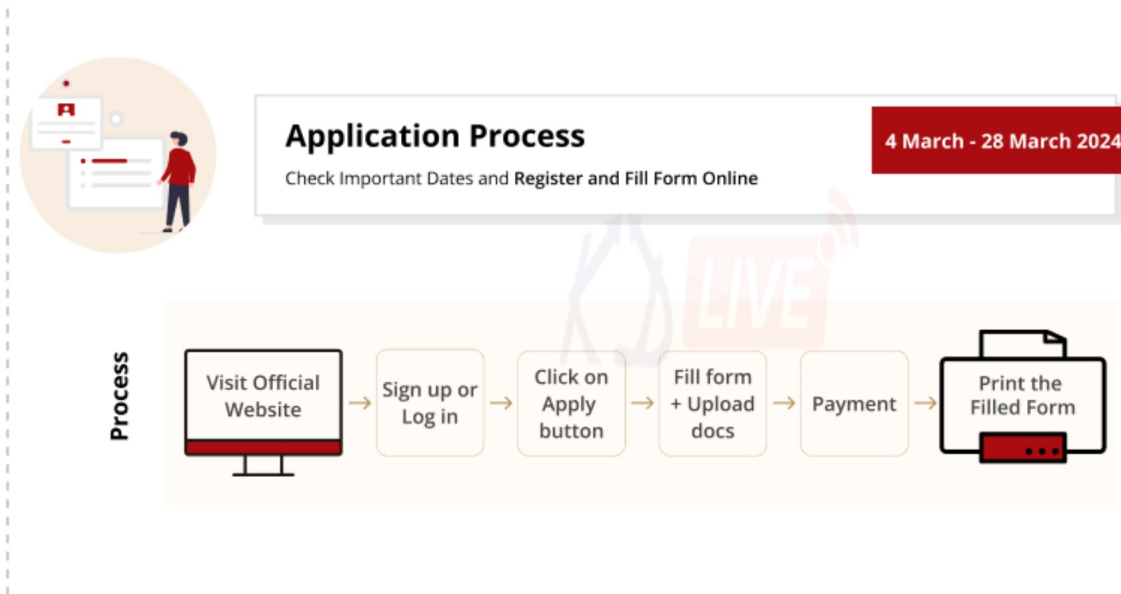 Application Process
4 March - 28 March 2024
Check Important Dates and Register and Fill Form Online
LIVE
Process
Visit Official
Website
Sign up or
Log in
Click on
Apply
button
Fill form
+ Upload
docs
Payment
Print the
Filled Form